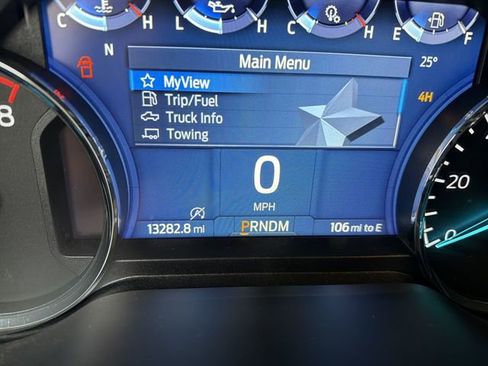 C H L H C H E F
N
Main Menu
25°
MyView
Trip/Fuel
4H
Truck Info
Towing
8
20
0
MPH
0
13282.8 mi PRNDM 106 mi to E